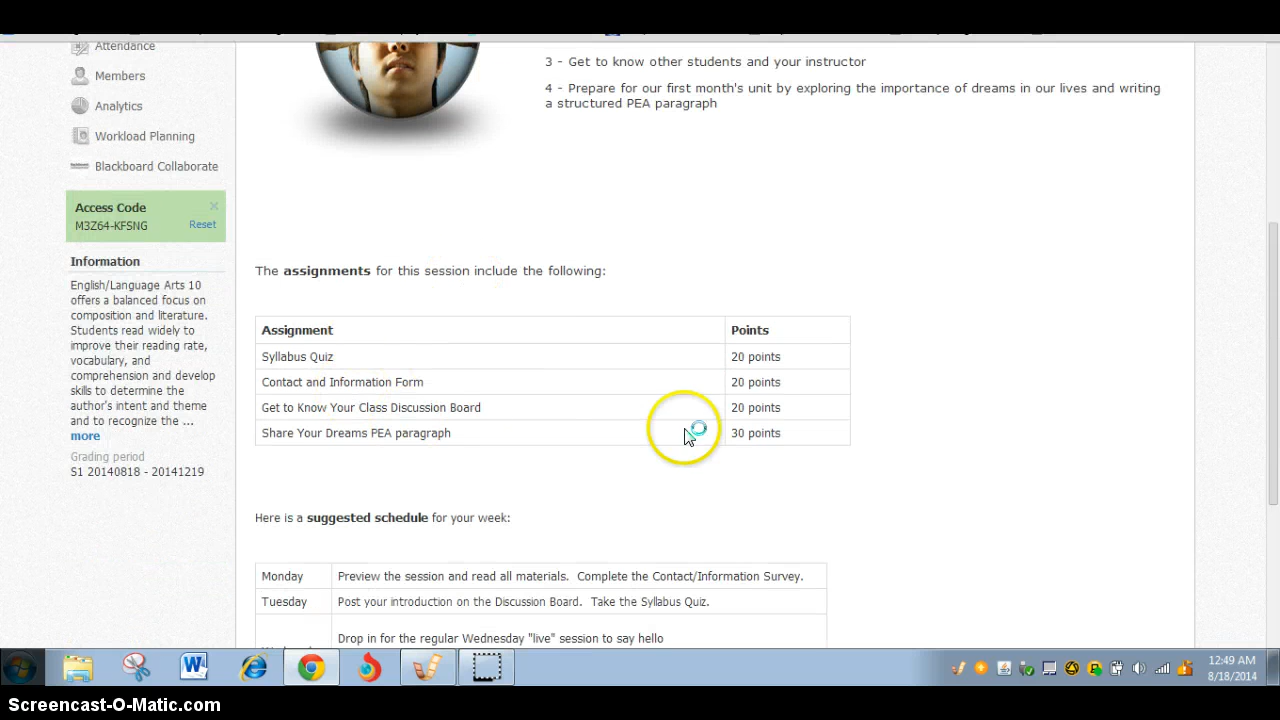 Attendance
Members
Analytics
Workload Planning
Blackboard Collaborate
Access Code
M3Z64-KFSNG
Reset
Information
English/Language Arts 10
offers a balanced focus on
composition and literature.
Students read widely to
improve their reading rate,
vocabulary, and
comprehension and develop
skills to determine the
author's intent and theme
and to recognize the ...
more
Grading period
S1 20140818 - 20141219
3 - Get to know other students and your instructor
4 - Prepare for our first month's unit by exploring the importance of dreams in our lives and writing
a structured PEA paragraph
The assignments for this session include the following:
Assignment Points
Syllabus Quiz 20 points
Contact and Information Form 20 points
Get to Know Your Class Discussion Board 20 points
Share Your Dreams PEA paragraph 30 points
Here is a suggested schedule for your week:
Monday Preview the session and read all materials. Complete the Contact/Information Survey.
Tuesday Post your introduction on the Discussion Board. Take the Syllabus Quiz.
Drop in for the regular Wednesday "live" session to say hello
12:49 AM
8/18/2014
Screencast-O-Matic.com